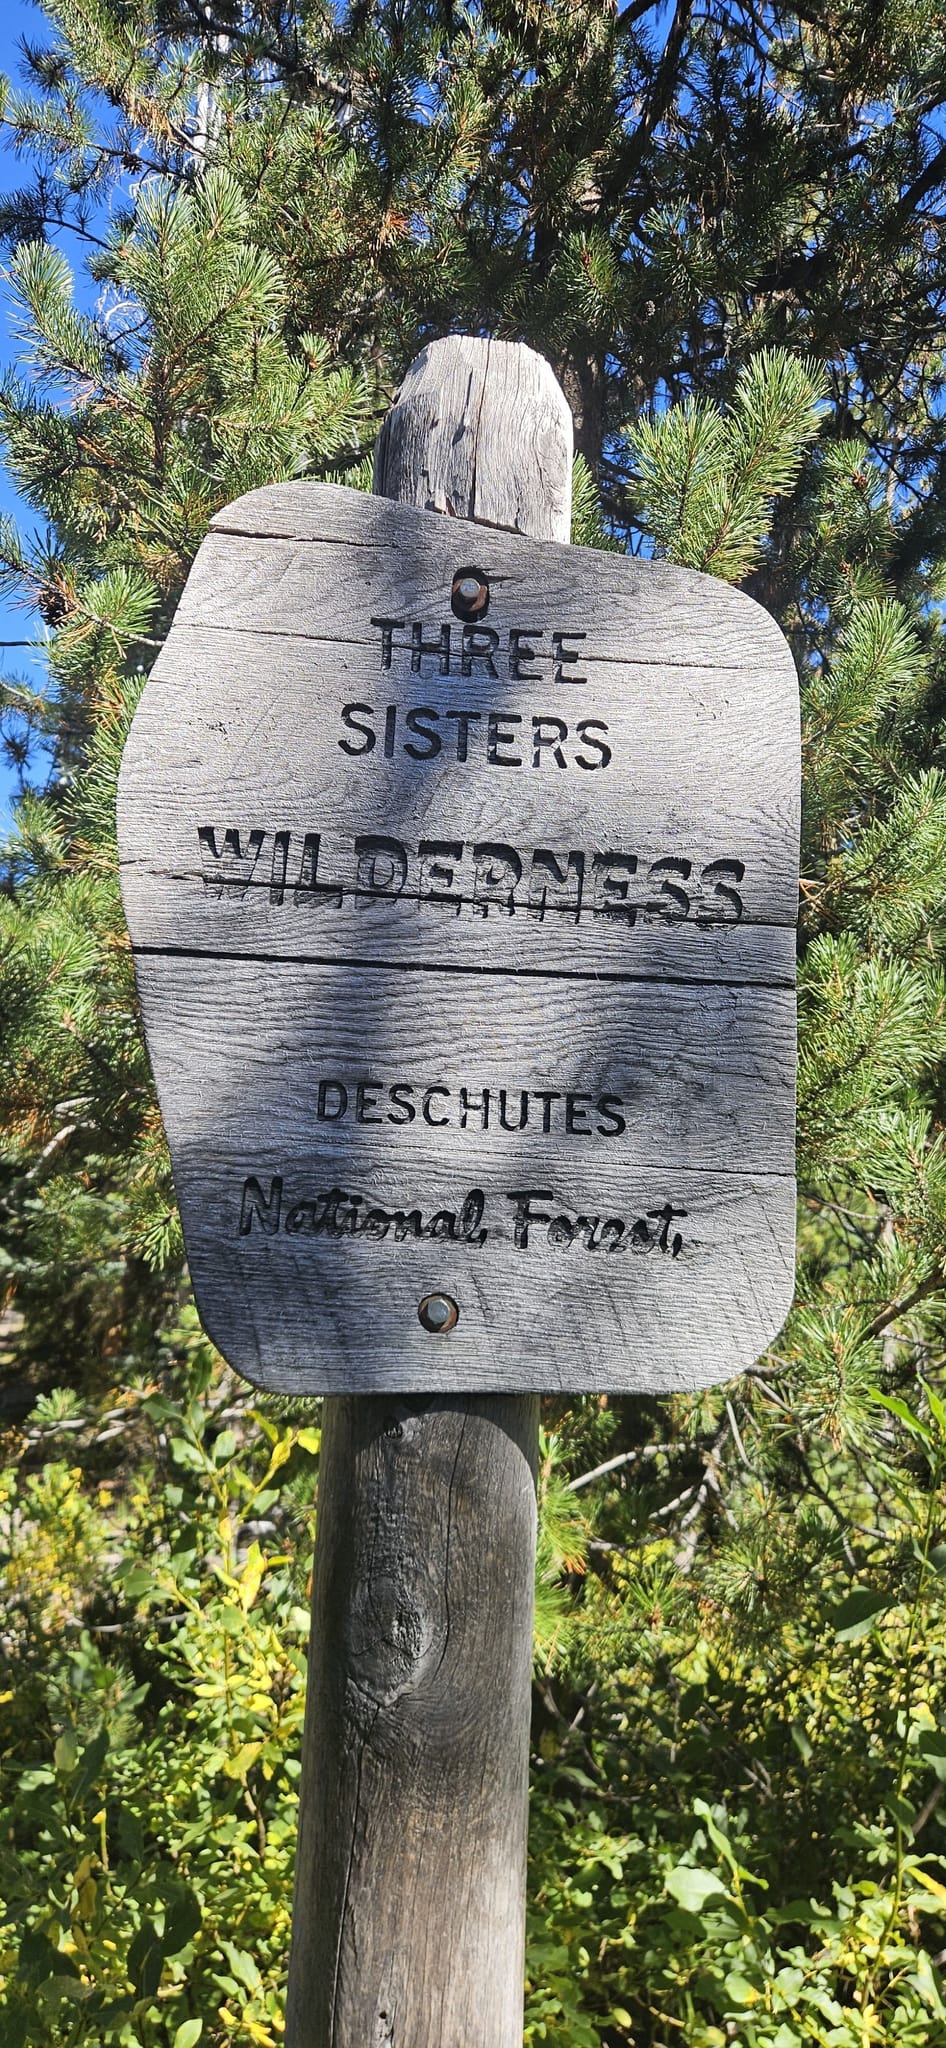 THREE
SISTERS
WILDERNESS
DESCHUTES
National Forest